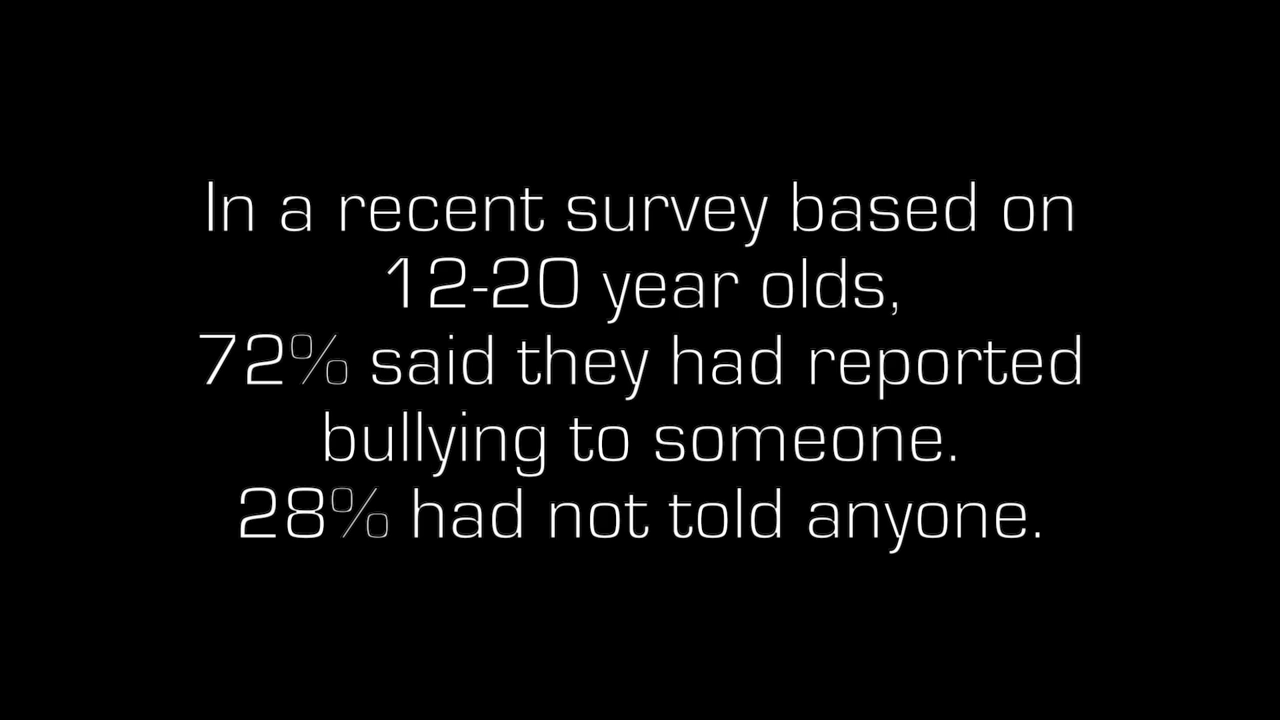 In a recent survey based on
12-20 year olds,
72% said they had reported
bullying to someone.
28% had not told anyone.